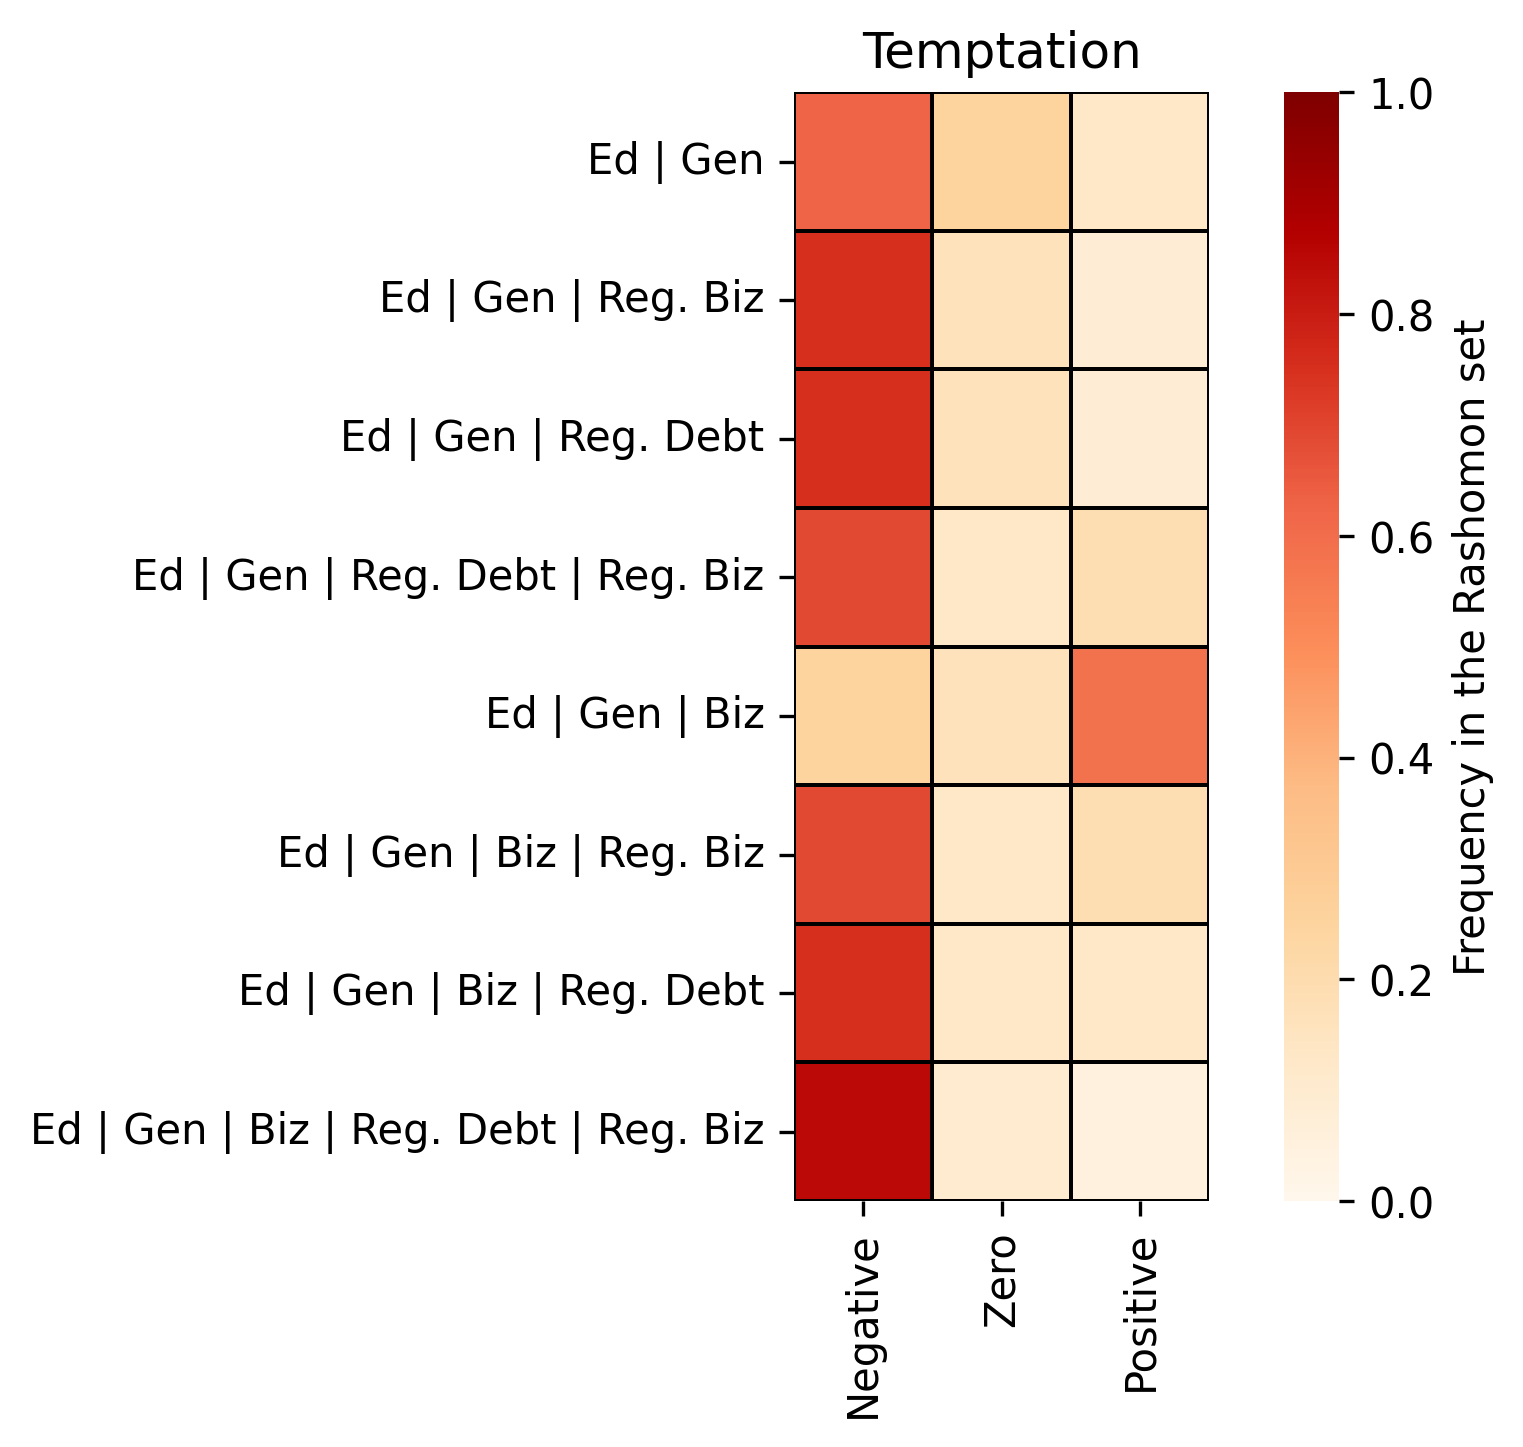 Temptation
Ed | Gen
Ed | Gen | Reg. Biz
Ed | Gen | Reg. Debt
Ed | Gen | Reg. Debt | Reg. Biz
Ed | Gen | Biz
Ed | Gen | Biz | Reg. Biz
Ed | Gen | Biz | Reg. Debt
Ed | Gen | Biz | Reg. Debt | Reg. Biz
Negative
Zero
Positive
1.0
0.8
0.6
0.4
0.2
0.0
Frequency in the Rashomon set